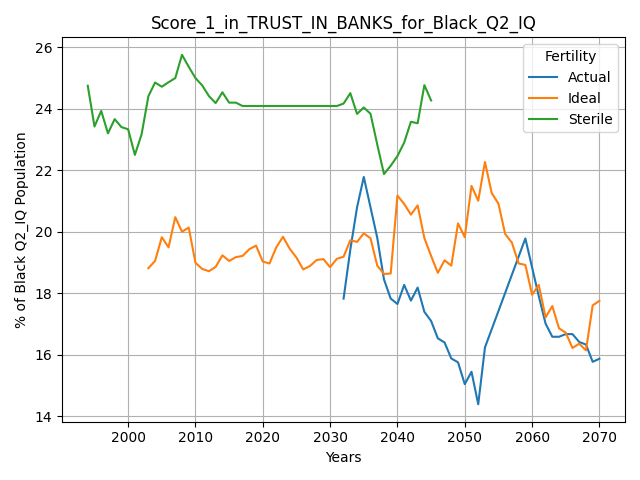 Score_1_in_TRUST_IN_BANKS_for_Black_Q2_IQ
Fertility
Actual
Ideal
Sterile
% of Black Q2_IQ Population
26
24
22
20
18
16
14
2000 2010 2020 2030 2040 2050 2060 2070
Years